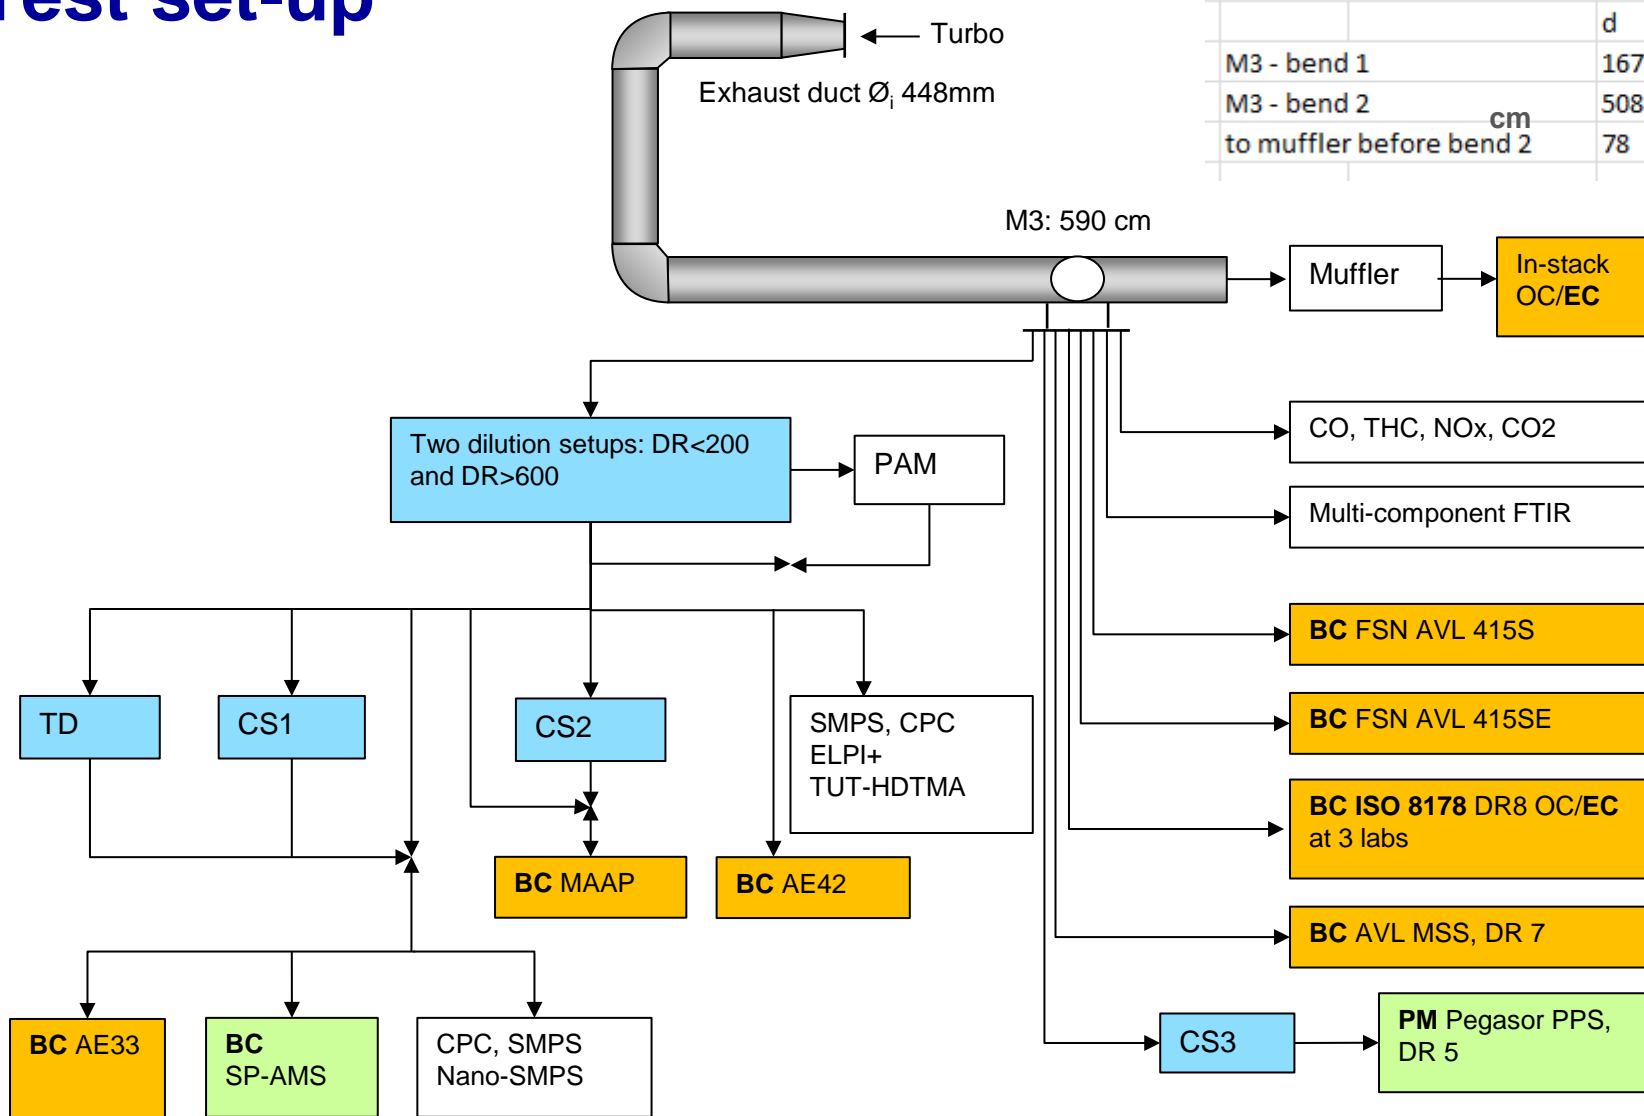 Test set-up
Turbo
Exhaust duct Øi 448mm
d
M3 - bend 1 167
M3 - bend 2 508
cm
to muffler before bend 2 78
M3: 590 cm
Muffler
In-stack
OC/EC
Two dilution setups: DR<200
and DR>600
PAM
CO, THC, NOx, CO2
Multi-component FTIR
BC FSN AVL 415S
BC FSN AVL 415SE
BC ISO 8178 DR8 OC/EC
at 3 labs
BC AVL MSS, DR 7
TD
CS1
CS2
SMPS, CPC
ELPI+
TUT-HDTMA
BC MAAP
BC AE42
BC AE33
BC
SP-AMS
CPC, SMPS
Nano-SMPS
CS3
PM Pegasor PPS,
DR 5